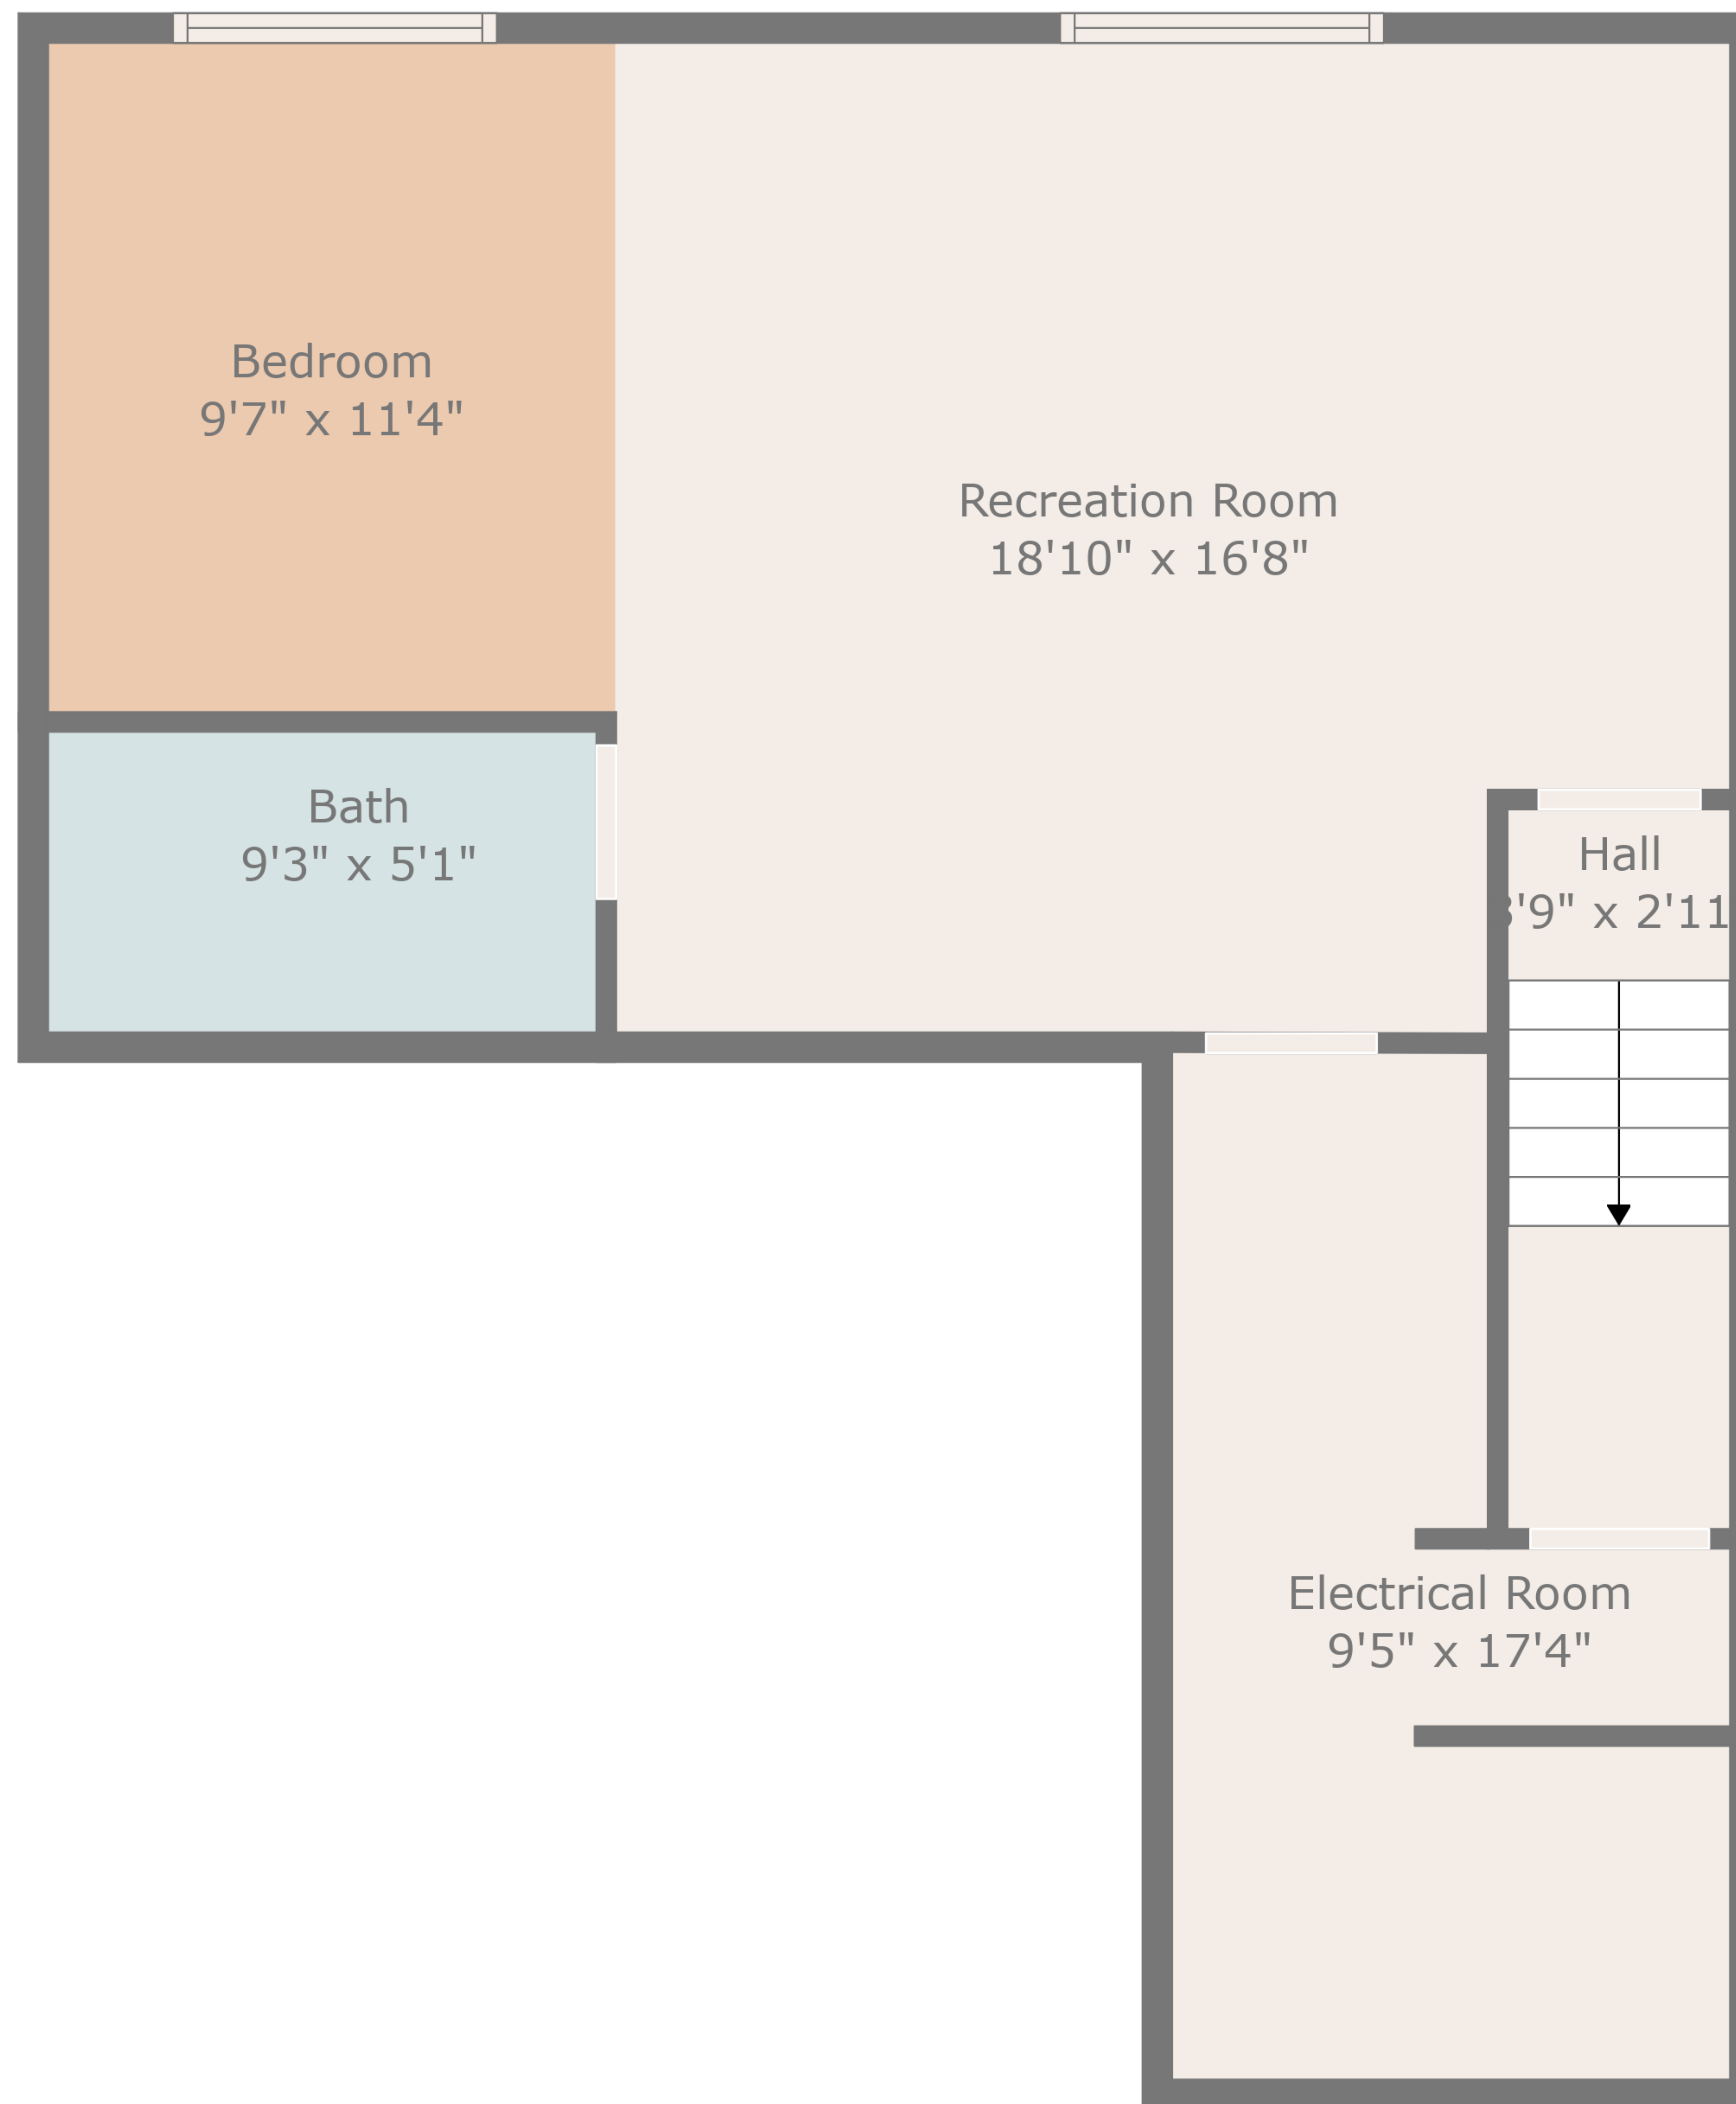 Bedroom
9'7" x 11'4"
Recreation Room
18'10" x 16'8"
Bath
9'3" x 5'1"
Hall
'9" x 2'11
Electrical Room
9'5" x 17'4"